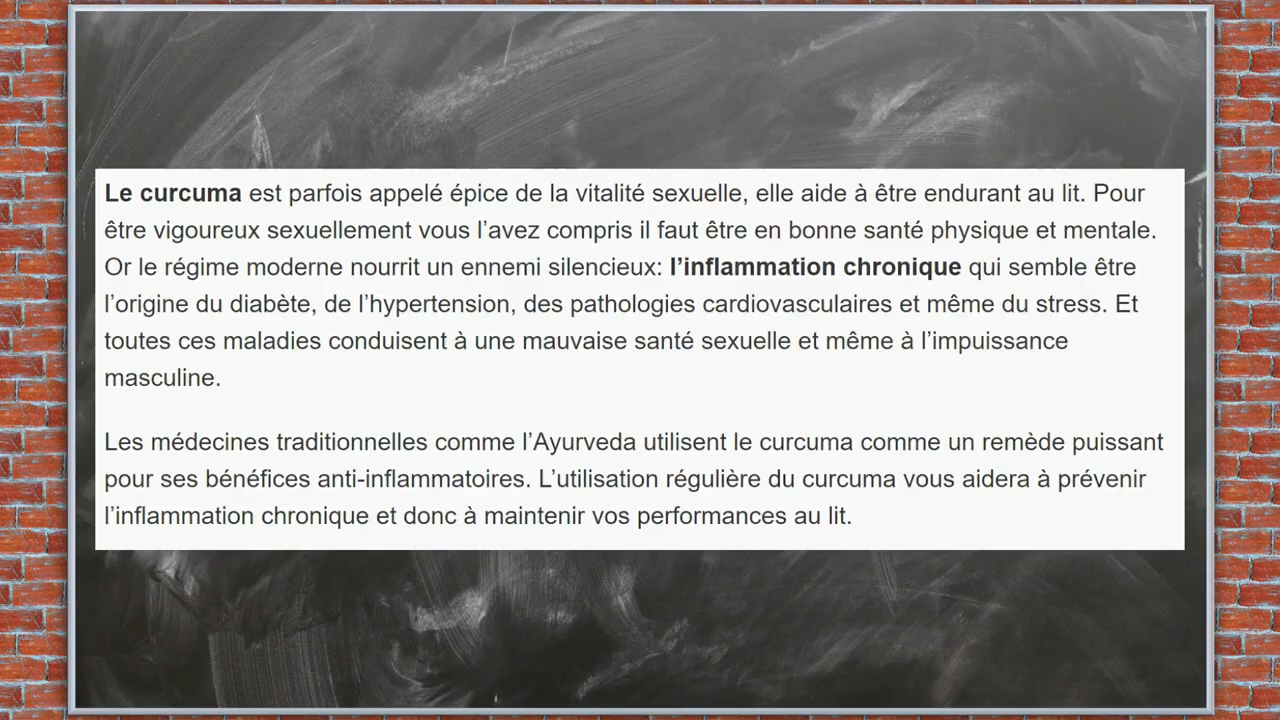 Le curcuma est parfois appelé épice de la vitalité sexuelle, elle aide à être endurant au lit. Pour
être vigoureux sexuellement vous l’avez compris il faut être en bonne santé physique et mentale.
Or le régime moderne nourrit un ennemi silencieux: l’inflammation chronique qui semble être
l’origine du diabète, de l’hypertension, des pathologies cardiovasculaires et même du stress. Et
toutes ces maladies conduisent à une mauvaise santé sexuelle et même à l’impuissance
masculine.
Les médecines traditionnelles comme l’Ayurveda utilisent le curcuma comme un remède puissant
pour ses bénéfices anti-inflammatoires. L’utilisation régulière du curcuma vous aidera à prévenir
l’inflammation chronique et donc à maintenir vos performances au lit.